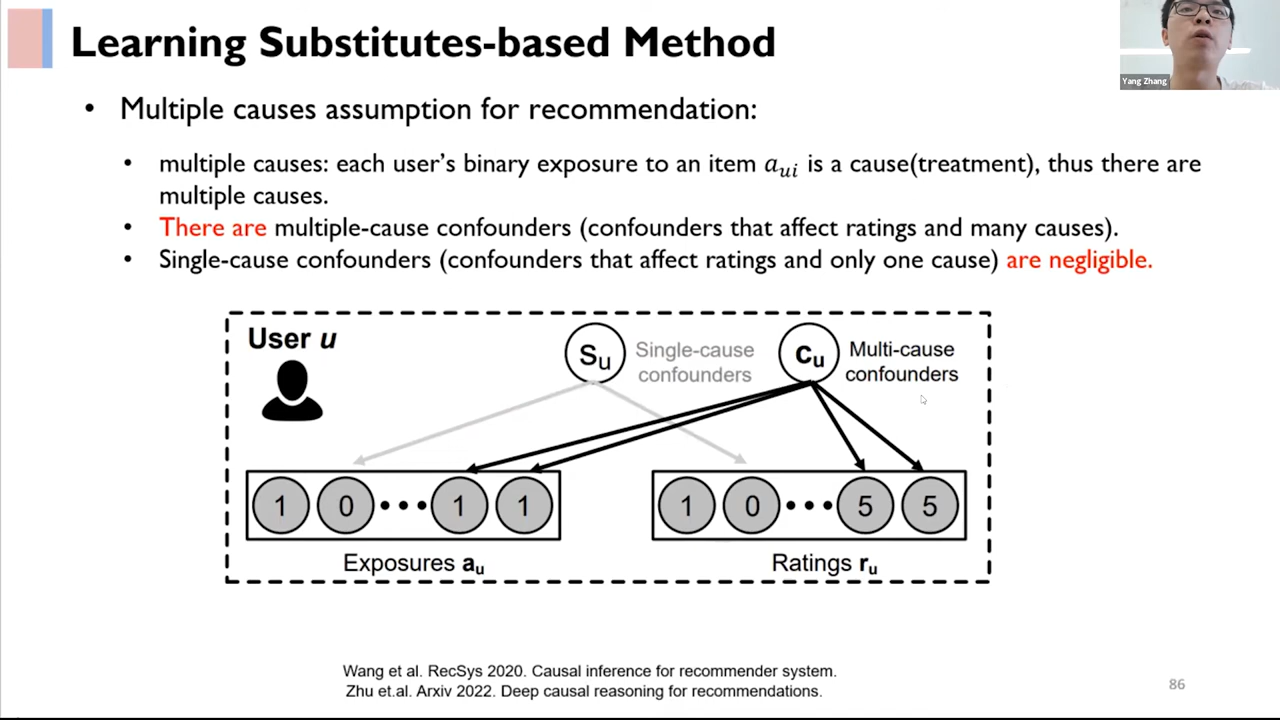 Learning Substitutes-based Method
Yang Zhang
• Multiple causes assumption for recommendation:
• multiple causes: each user's binary exposure to an item a_ui is a cause(treatment), thus there are
multiple causes.
• There are multiple-cause confounders (confounders that affect ratings and many causes).
• Single-cause confounders (confounders that affect ratings and only one cause) are negligible.
User u
S_u
Single-cause
confounders
c_u
Multi-cause
confounders
1 0 ••• 1 1
1 0 ••• 5 5
Exposures a_u
Ratings r_u
Wang et al. RecSys 2020. Causal inference for recommender system.
Zhu et.al. Arxiv 2022. Deep causal reasoning for recommendations.
86